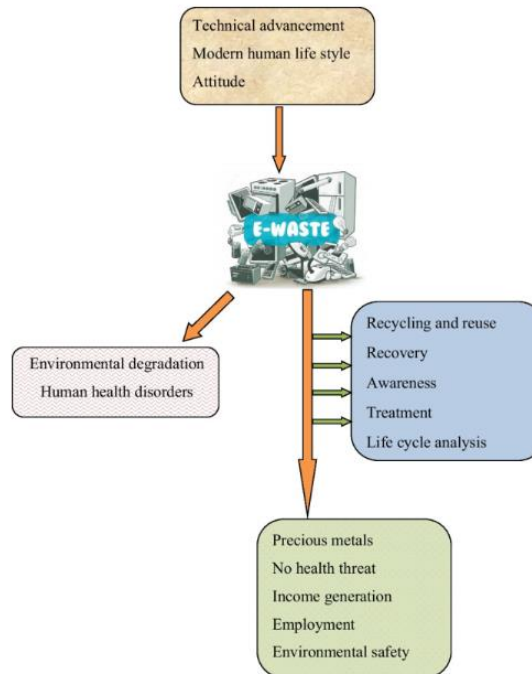 Technical advancement
Modern human life style
Attitude
E-WASTE
Environmental degradation
Human health disorders
Recycling and reuse
Recovery
Awareness
Treatment
Life cycle analysis
Precious metals
No health threat
Income generation
Employment
Environmental safety